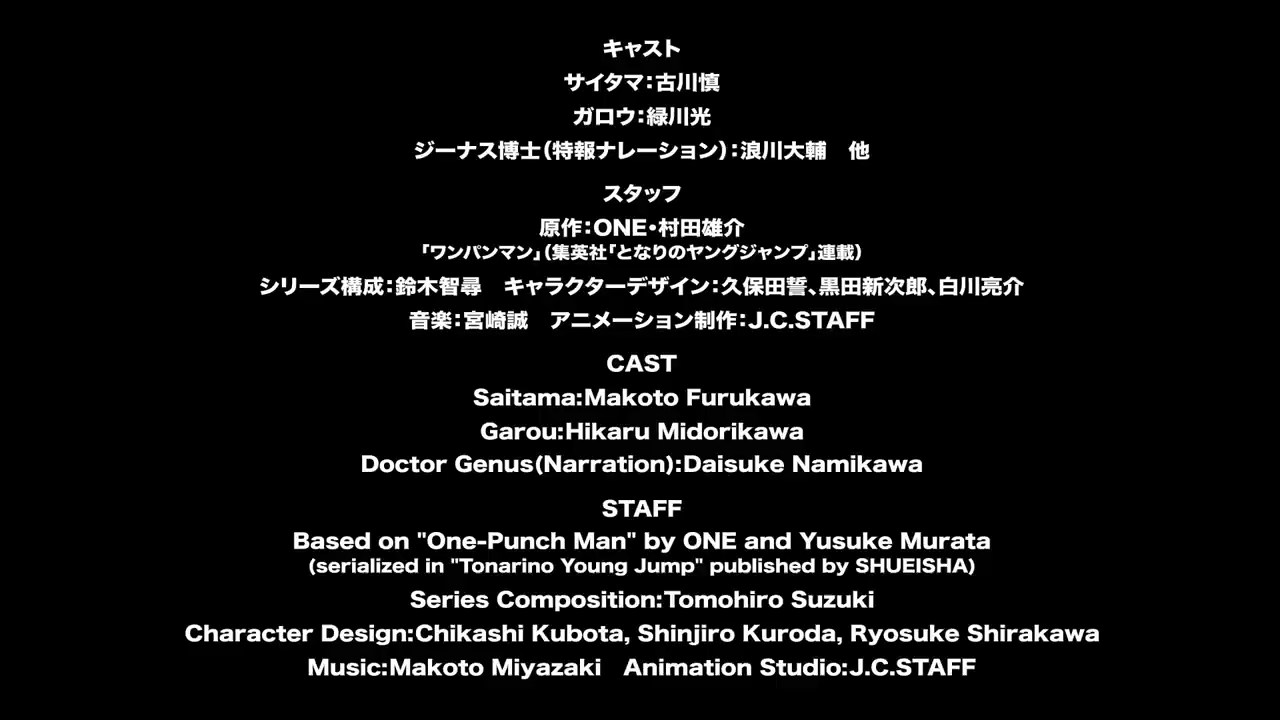 キャスト
サイタマ：古川慎
ガロウ：緑川光
ジーナス博士（特報ナレーション）：浪川大輔　他
スタッフ
原作：ONE・村田雄介
「ワンパンマン」（集英社「となりのヤングジャンプ」連載）
シリーズ構成：鈴木智尋　キャラクターデザイン：久保田誓、黒田新次郎、白川亮介
音楽：宮崎誠　アニメーション制作：J.C.STAFF
CAST
Saitama:Makoto Furukawa
Garou:Hikaru Midorikawa
Doctor Genus(Narration):Daisuke Namikawa
STAFF
Based on "One-Punch Man" by ONE and Yusuke Murata
(serialized in "Tonarino Young Jump" published by SHUEISHA)
Series Composition:Tomohiro Suzuki
Character Design:Chikashi Kubota, Shinjiro Kuroda, Ryosuke Shirakawa
Music:Makoto Miyazaki　Animation Studio:J.C.STAFF